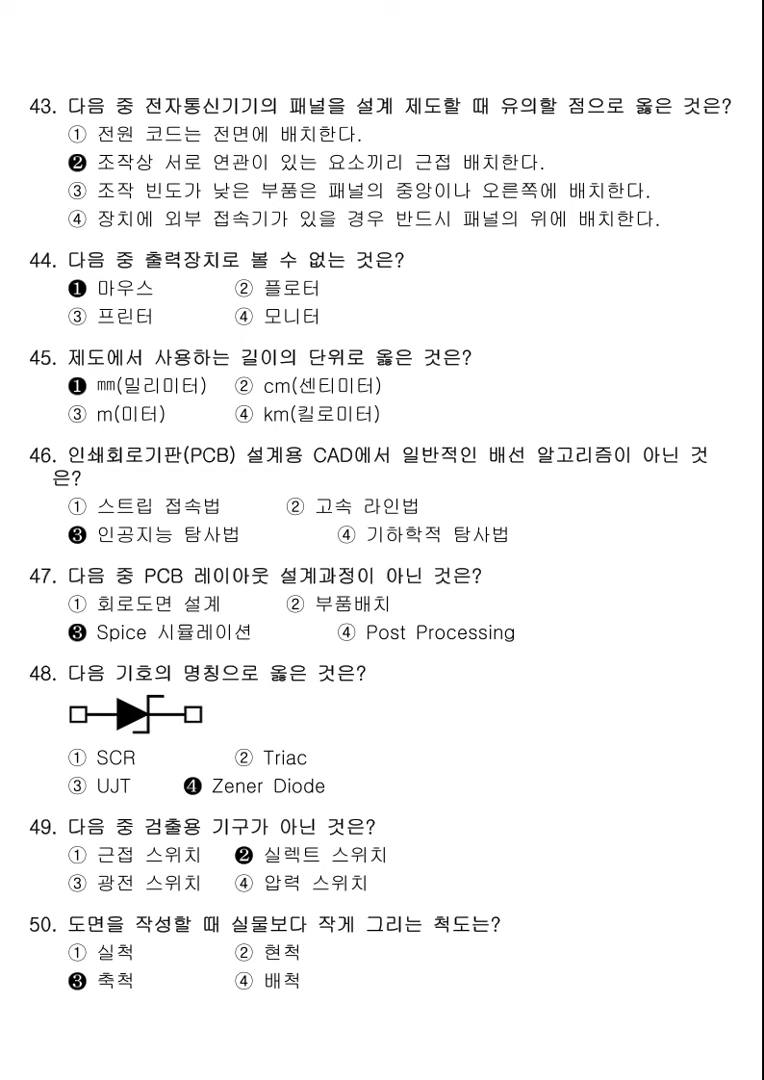 43. 다음 중 전자통신기기의 패널을 설계 제도할 때 유의할 점으로 옳은 것은?
① 전원 코드는 전면에 배치한다.
❷ 조작상 서로 연관이 있는 요소끼리 근접 배치한다.
③ 조작 빈도가 낮은 부품은 패널의 중앙이나 오른쪽에 배치한다.
④ 장치에 외부 접속기가 있을 경우 반드시 패널의 위에 배치한다.
44. 다음 중 출력장치로 볼 수 없는 것은?
❶ 마우스 ② 플로터
③ 프린터 ④ 모니터
45. 제도에서 사용하는 길이의 단위로 옳은 것은?
❶ ㎜(밀리미터) ② cm(센티미터)
③ m(미터) ④ km(킬로미터)
46. 인쇄회로기판(PCB) 설계용 CAD에서 일반적인 배선 알고리즘이 아닌 것
은?
① 스트립 접속법 ② 고속 라인법
❸ 인공지능 탐사법 ④ 기하학적 탐사법
47. 다음 중 PCB 레이아웃 설계과정이 아닌 것은?
① 회로도면 설계 ② 부품배치
❸ Spice 시뮬레이션 ④ Post Processing
48. 다음 기호의 명칭으로 옳은 것은?
① SCR ② Triac
③ UJT ❹ Zener Diode
49. 다음 중 검출용 기구가 아닌 것은?
① 근접 스위치 ❷ 실렉트 스위치
③ 광전 스위치 ④ 압력 스위치
50. 도면을 작성할 때 실물보다 작게 그리는 척도는?
① 실척 ② 현척
❸ 축척 ④ 배척